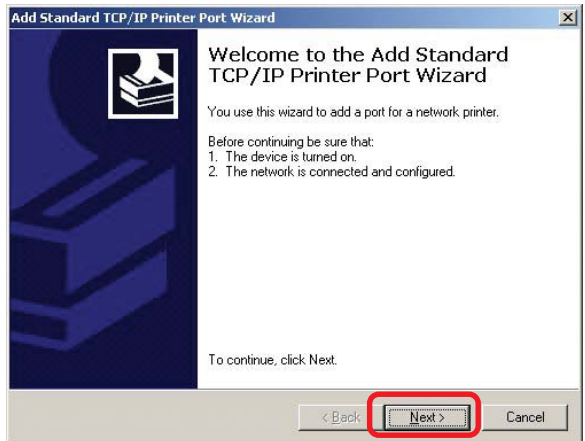 Add Standard TCP/IP Printer Port Wizard
Welcome to the Add Standard
TCP/IP Printer Port Wizard
You use this wizard to add a port for a network printer.
Before continuing be sure that:
1. The device is turned on.
2. The network is connected and configured.
To continue, click Next.
< Back
Next >
Cancel